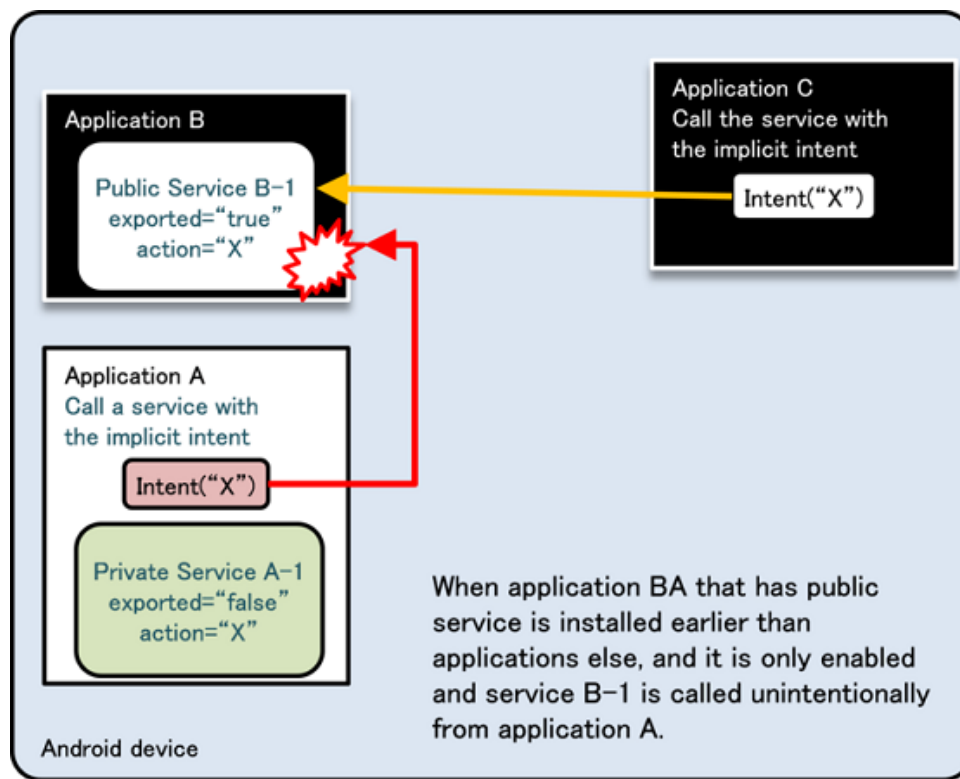 Application B
Public Service B-1
exported=“true”
action=“X”
Application C
Call the service with
the implicit intent
Intent(“X”)
Application A
Call a service with
the implicit intent
Intent(“X”)
Private Service A-1
exported=“false”
action=“X”
When application BA that has public
service is installed earlier than
applications else, and it is only enabled
and service B-1 is called unintentionally
from application A.
Android device